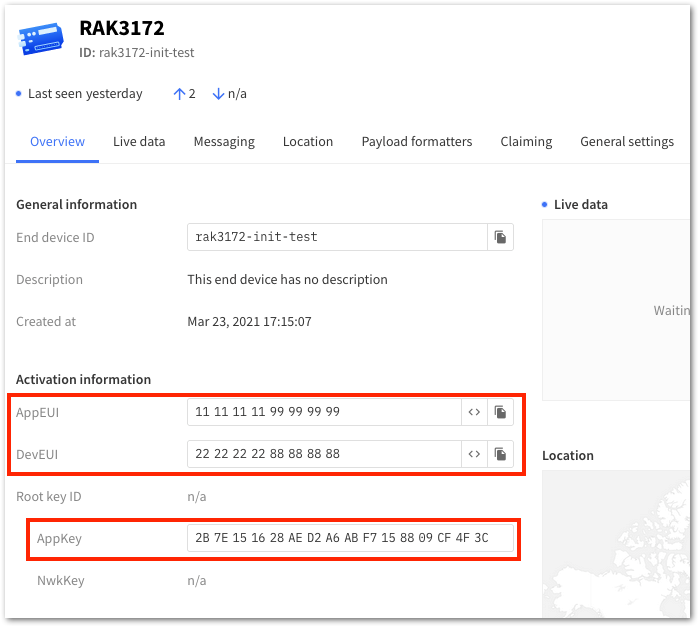 RAK3172
ID: rak3172-init-test
Last seen yesterday 2 n/a
Overview Live data Messaging Location Payload formatters Claiming General settings
General information
End device ID rak3172-init-test
Description This end device has no description
Created at Mar 23, 2021 17:15:07
Activation information
AppEUI 11 11 11 11 99 99 99 99 <>
DevEUI 22 22 22 22 88 88 88 88 <>
Root key ID n/a
AppKey 2B 7E 15 16 28 AE D2 A6 AB F7 15 88 09 CF 4F 3C
NwkKey n/a
Live data
Waitin
Location